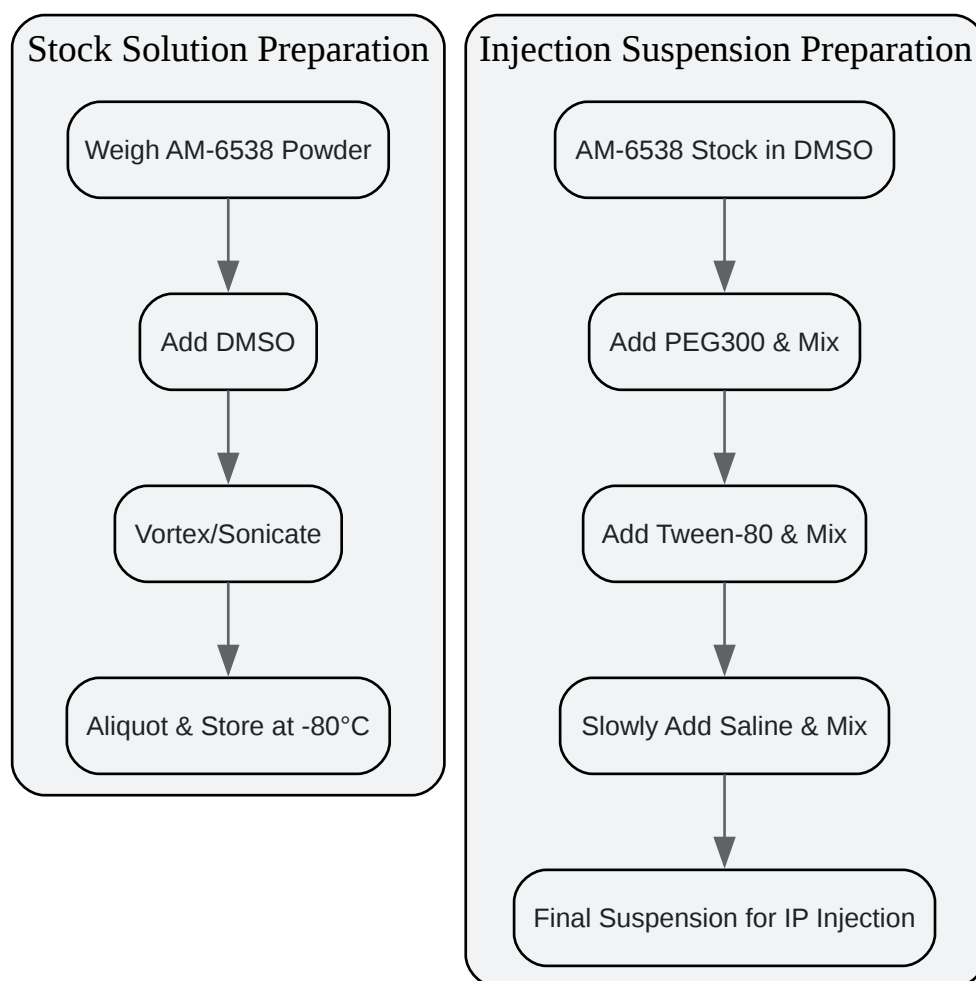 Stock Solution Preparation
Weigh AM-6538 Powder
Add DMSO
Vortex/Sonicate
Aliquot & Store at -80°C
Injection Suspension Preparation
AM-6538 Stock in DMSO
Add PEG300 & Mix
Add Tween-80 & Mix
Slowly Add Saline & Mix
Final Suspension for IP Injection